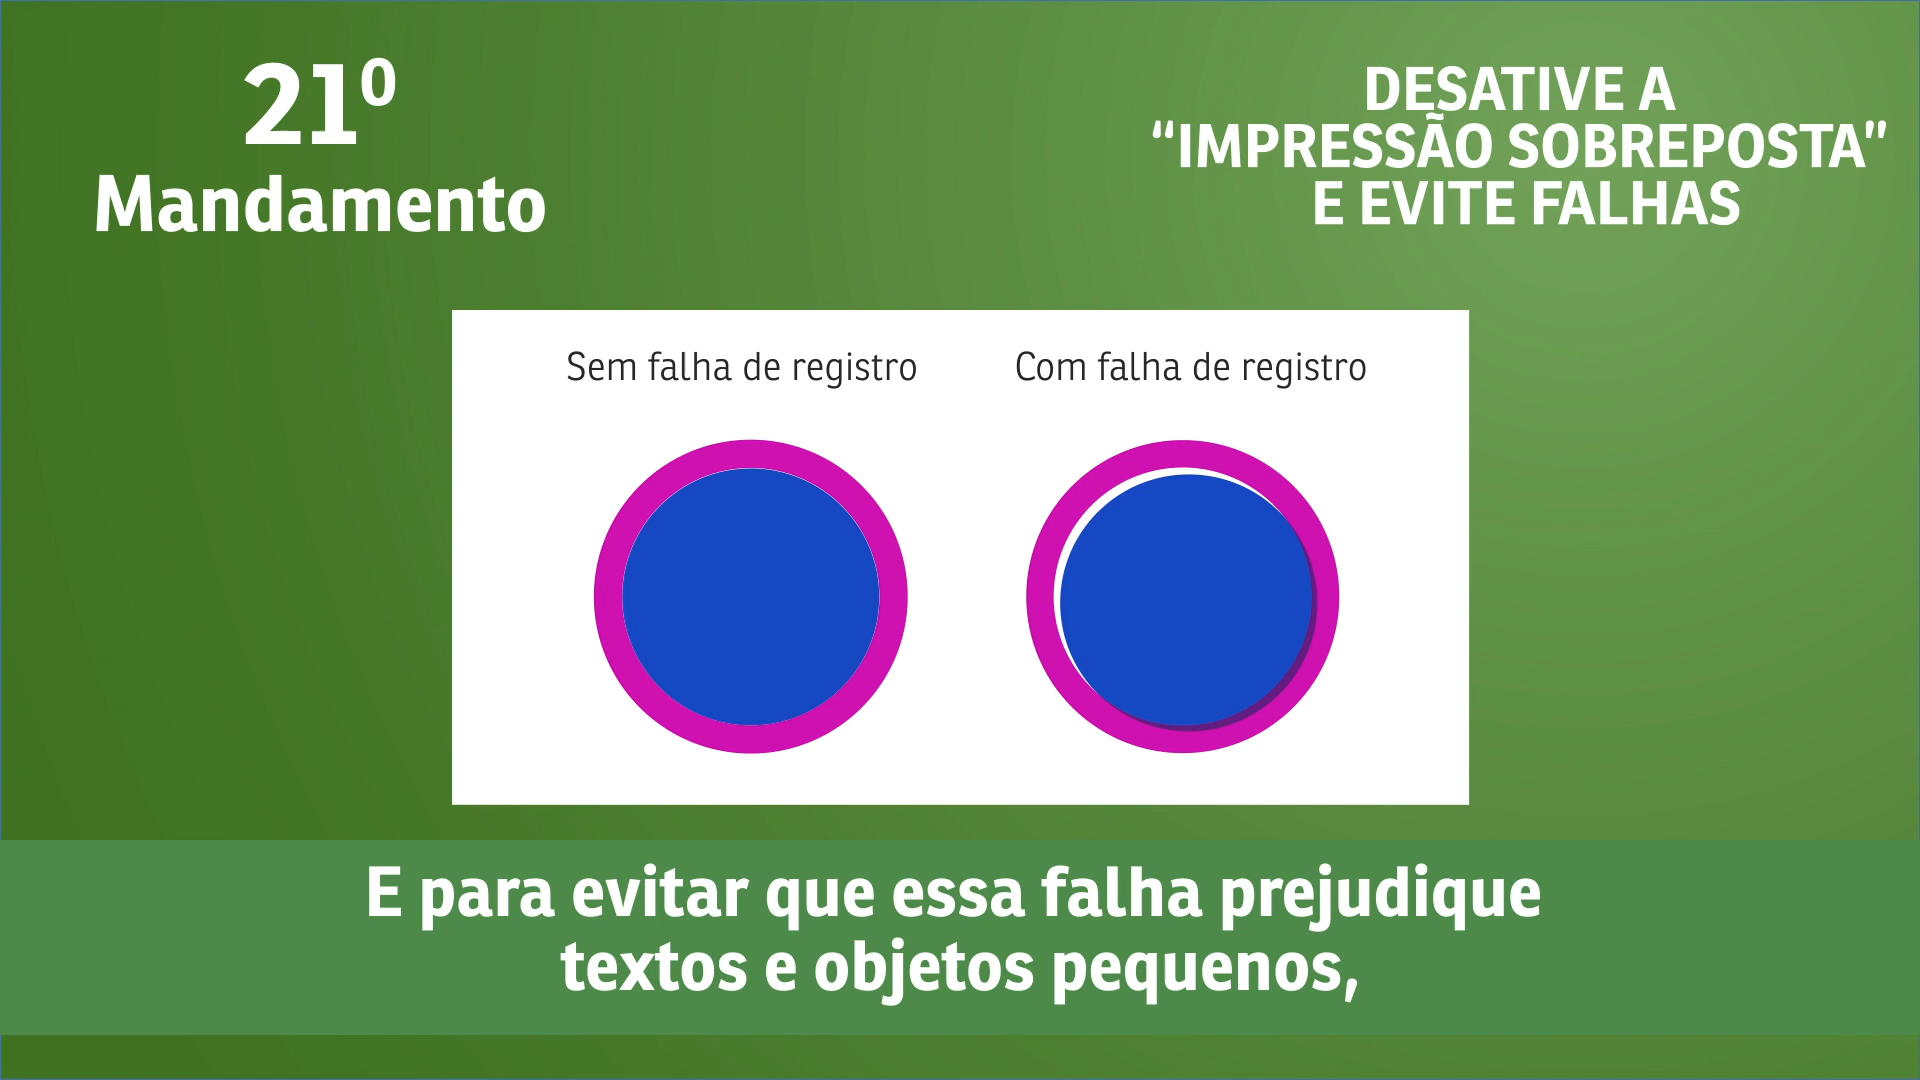 21º
Mandamento
DESATIVE A
“IMPRESSÃO SOBREPOSTA”
E EVITE FALHAS
Sem falha de registro
Com falha de registro
E para evitar que essa falha prejudique
textos e objetos pequenos,